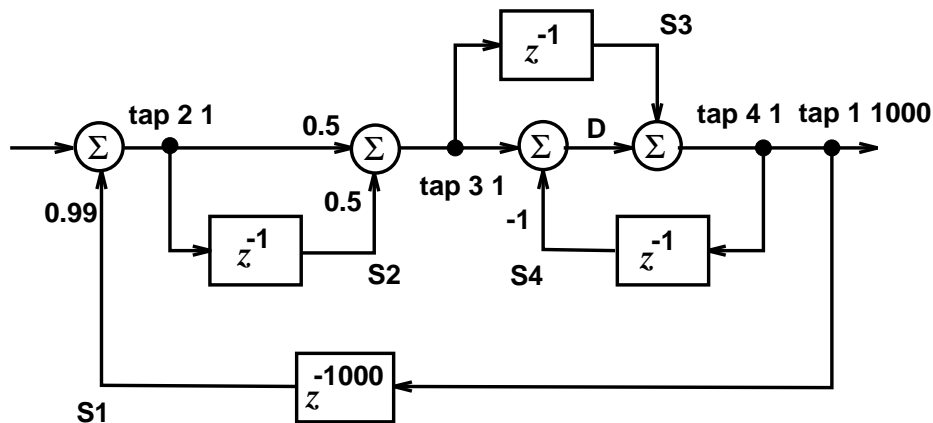 z^-1
S3
tap 2 1
0.5
D
tap 4 1
tap 1 1000
Σ
Σ
Σ
Σ
0.99
0.5
tap 3 1
-1
z^-1
S2
S4
z^-1
z^-1000
S1